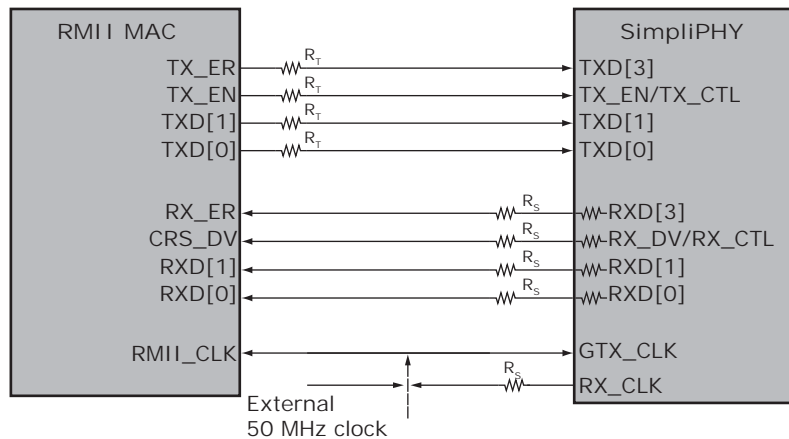 RMII MAC
SimpliPHY
TX_ER
R_T
TXD[3]
TX_EN
R_T
TX_EN/TX_CTL
TXD[1]
R_T
TXD[1]
TXD[0]
R_T
TXD[0]
RX_ER
R_S
RXD[3]
CRS_DV
R_S
RX_DV/RX_CTL
RXD[1]
R_S
RXD[1]
RXD[0]
R_S
RXD[0]
RMII_CLK
GTX_CLK
R_S
RX_CLK
External
50 MHz clock